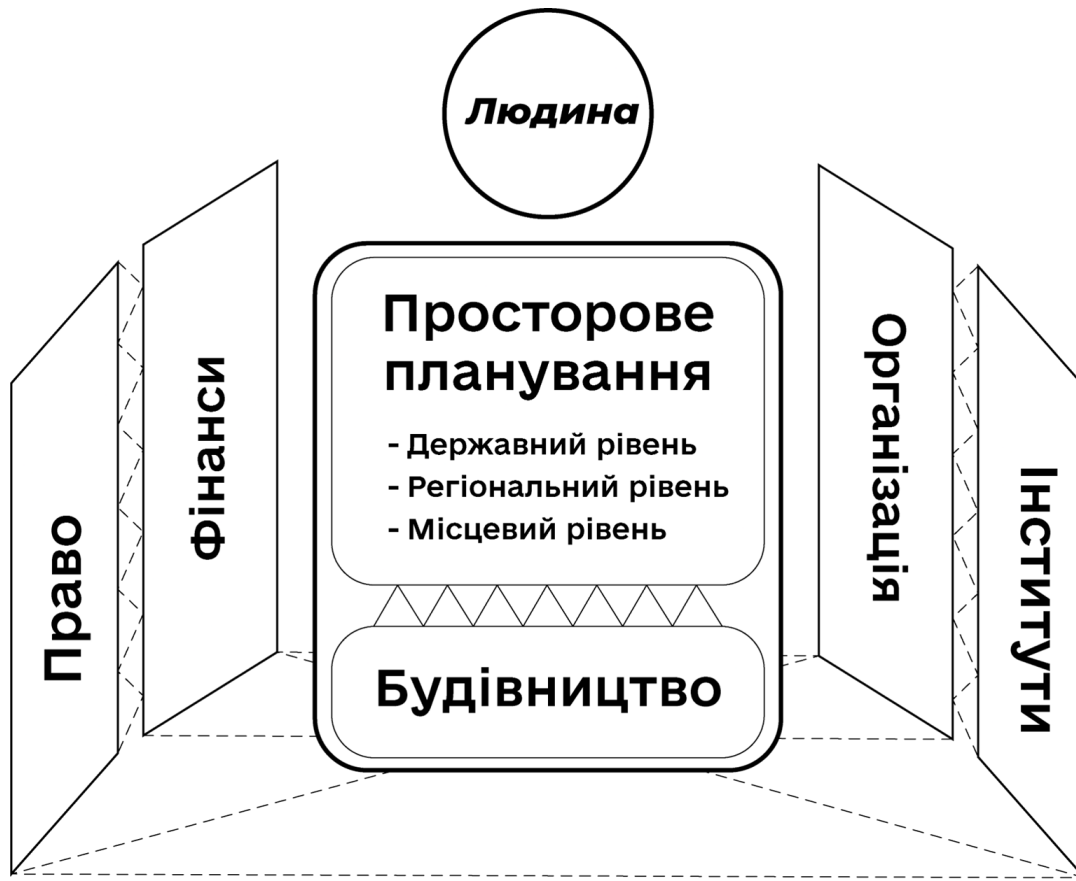 Людина
Просторове
планування
- Державний рівень
- Регіональний рівень
- Місцевий рівень
Будівництво
Право
Фінанси
Організація
Інститути